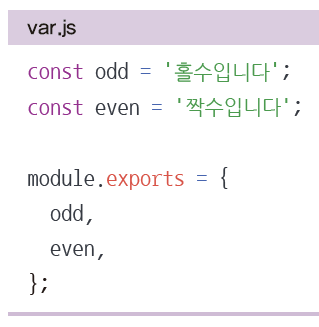 var.js
const odd = '홀수입니다';
const even = '짝수입니다';
module.exports = {
  odd,
  even,
};